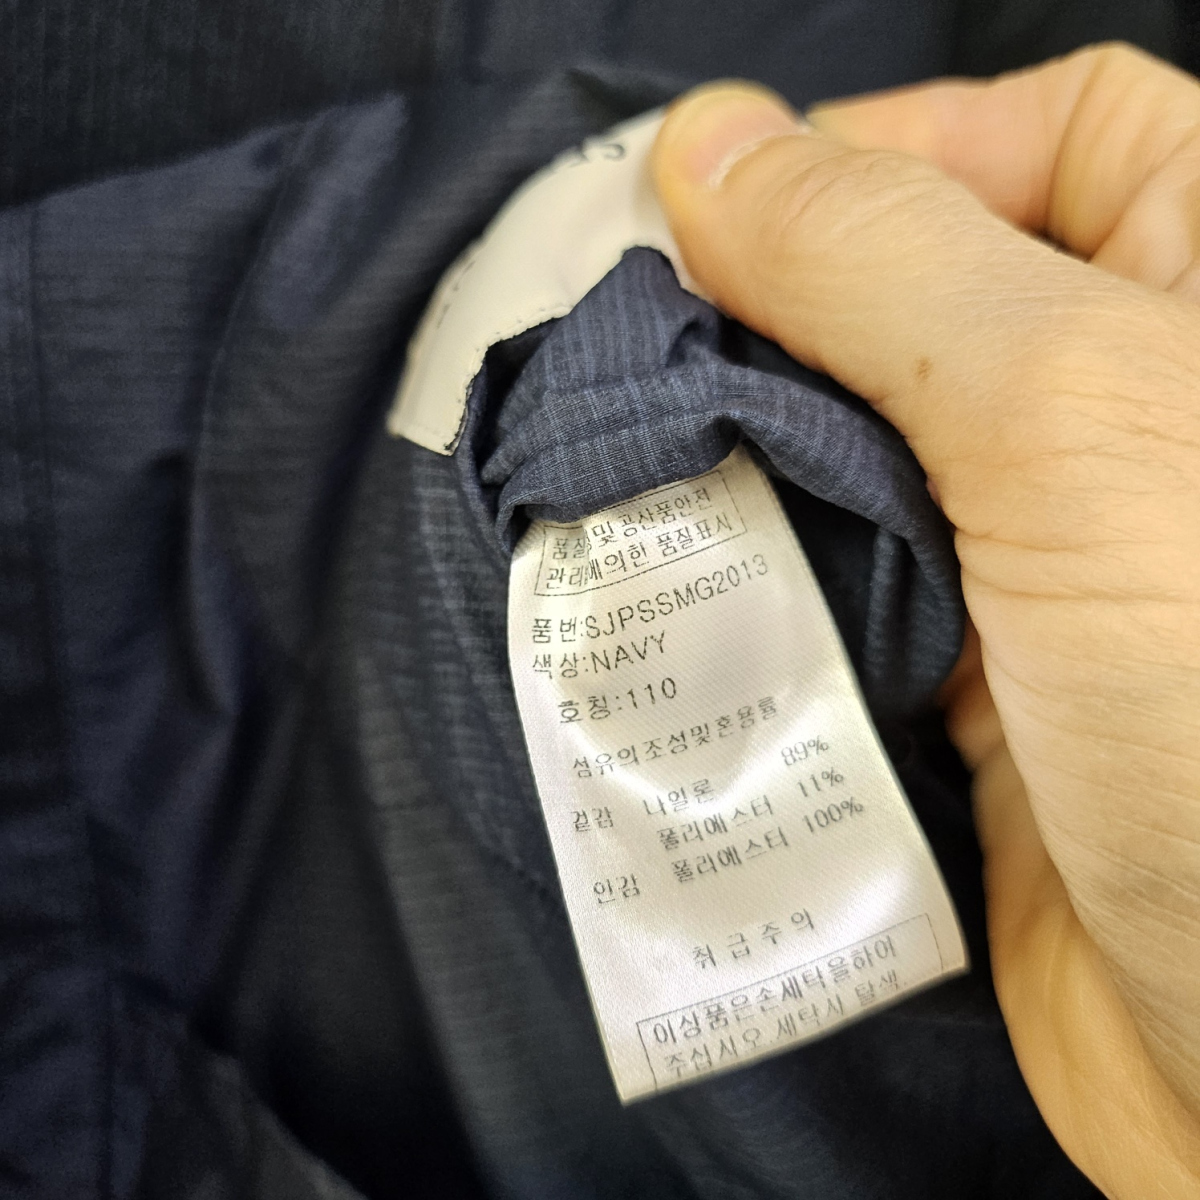 품질및공산품안전
관리에의한 품질표시
품번:SJPSSMG2013
색상:NAVY
호칭:110
섬유의조성및혼용률
겉감 나일론 89%
폴리에스터 11%
안감 폴리에스터 100%
취급주의
이상품은손세탁을하여
주십시오 세탁시 탈색